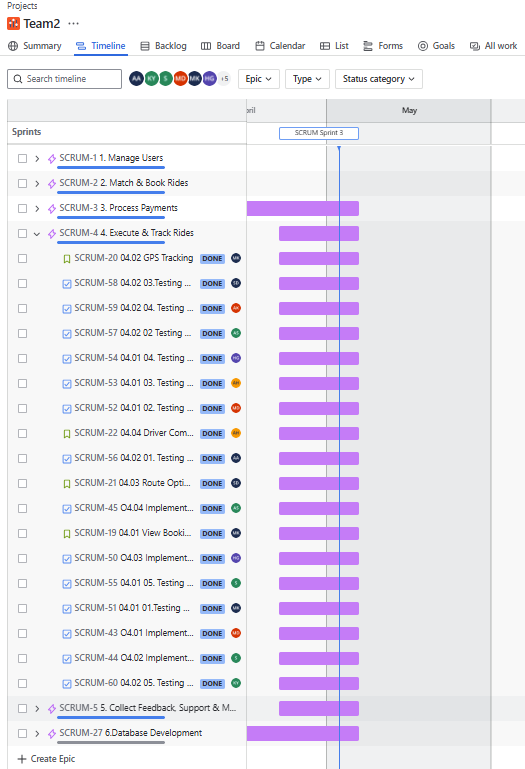 Projects
Team2 ···
Summary Timeline Backlog Board Calendar List Forms Goals All work
Search timeline AA KY S MD MK HG +5 Epic Type Status category
ril May
Sprints SCRUM Sprint 3
SCRUM-1 1. Manage Users
SCRUM-2 2. Match & Book Rides
SCRUM-3 3. Process Payments
SCRUM-4 4. Execute & Track Rides
SCRUM-20 04.02 GPS Tracking DONE MK
SCRUM-58 04.02 03.Testing ... DONE
SCRUM-59 04.02 04. Testing ... DONE
SCRUM-57 04.02 02 Testing ... DONE
SCRUM-54 04.01 04. Testing ... DONE HG
SCRUM-53 04.01 03. Testing ... DONE
SCRUM-52 04.01 02. Testing ... DONE MD
SCRUM-22 04.04 Driver Com... DONE
SCRUM-56 04.02 01. Testing ... DONE AA
SCRUM-21 04.03 Route Opti... DONE
SCRUM-45 O4.04 Implement... DONE
SCRUM-19 04.01 View Booki... DONE MK
SCRUM-50 O4.03 Implement... DONE HG
SCRUM-55 04.01 05. Testing ... DONE S
SCRUM-51 04.01 01.Testing ... DONE MK
SCRUM-43 O4.01 Implement... DONE MD
SCRUM-44 O4.02 Implement... DONE S
SCRUM-60 04.02 05. Testing ... DONE KY
SCRUM-5 5. Collect Feedback, Support & M...
SCRUM-27 6.Database Development
Create Epic